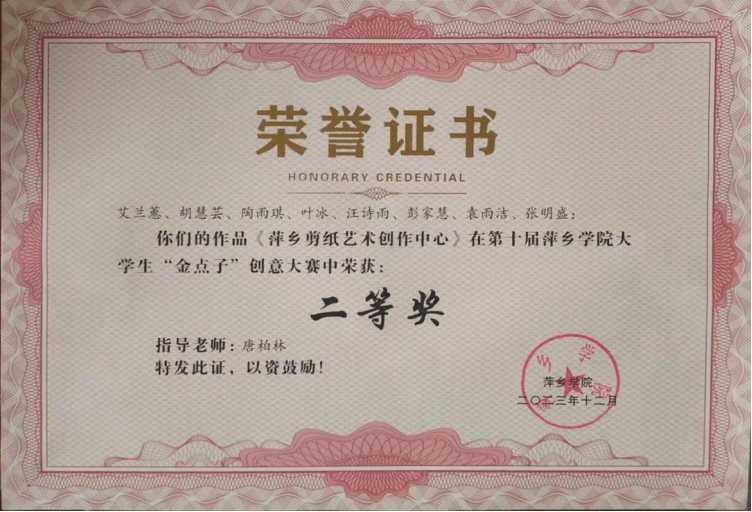 荣誉证书
HONORARY CREDENTIAL
艾兰蕙、胡慧芸、陶雨琪、叶冰、汪诗雨、彭家慧、袁雨洁、张明盛：
你们的作品《萍乡剪纸艺术创作中心》在第十届萍乡学院大
学生“金点子”创意大赛中荣获：
二等奖
指导老师：唐柏林
特发此证，以资鼓励！
萍乡学院
萍乡学院
二〇二三年十二月